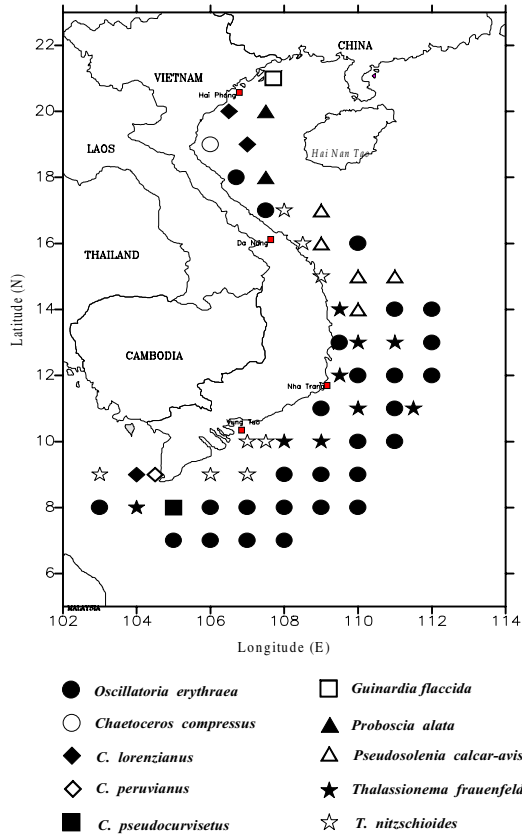 22
20
18
16
14
12
10
8
6
Latitude (N)
CHINA
VIETNAM
Hai Phong
LAOS
Hai Nan Tao
Da Nang
THAILAND
CAMBODIA
Nha Trang
Vung Tao
MALAYSIA
102 104 106 108 110 112 114
Longitude (E)
Oscillatoria erythraea
Guinardia flaccida
Chaetoceros compressus
Proboscia alata
C. lorenzianus
Pseudosolenia calcar-avis
C. peruvianus
Thalassionema frauenfeld
C. pseudocurvisetus
T. nitzschioides